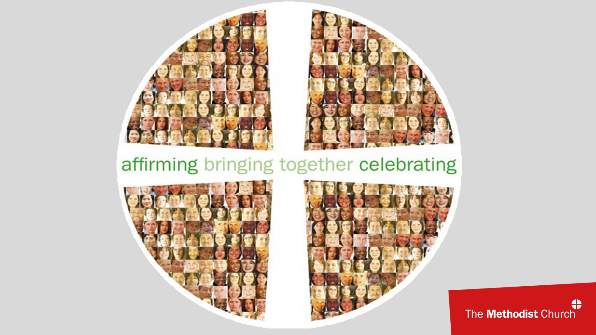 affirming bringing together celebrating
The Methodist Church